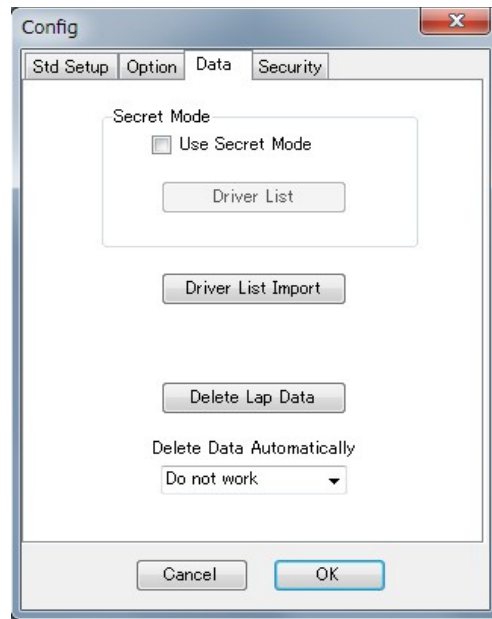 Config
Std Setup Option Data Security
Secret Mode
Use Secret Mode
Driver List
Driver List Import
Delete Lap Data
Delete Data Automatically
Do not work
Cancel OK